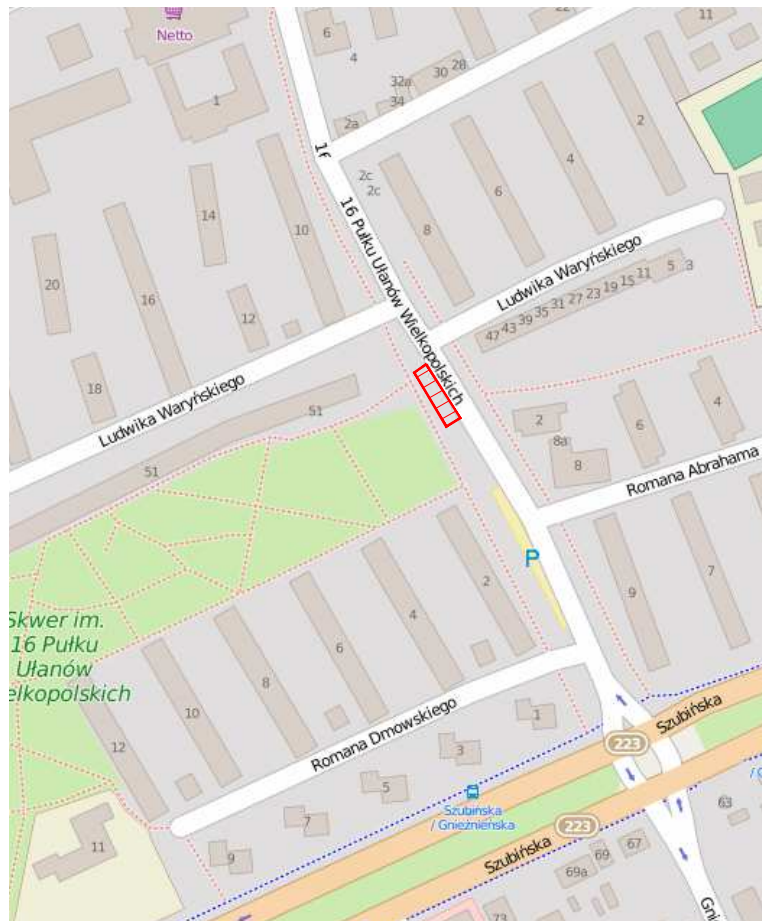 Netto
6
4
22
11
28
30
32a
34
2a
1
1f
2
4
6
8
2c
2c
16 Pułku Ułanów Wielkopolskich
10
14
16
20
12
18
Ludwika Waryńskiego
Ludwika Waryńskiego
47 43 39 35 31 27 23 19 15 11 5 3
51
51
2
8a
8
6
4
Romana Abrahama
P
9
7
2
4
6
8
10
12
Skwer im.
16 Pułku
Ułanów
elkopolskich
Romana Dmowskiego
1
3
5
7
9
11
Szubińska
223
Szubińska
/ Gnieźnieńska
223
Szubińska
63
67
69
69a
73
Gni